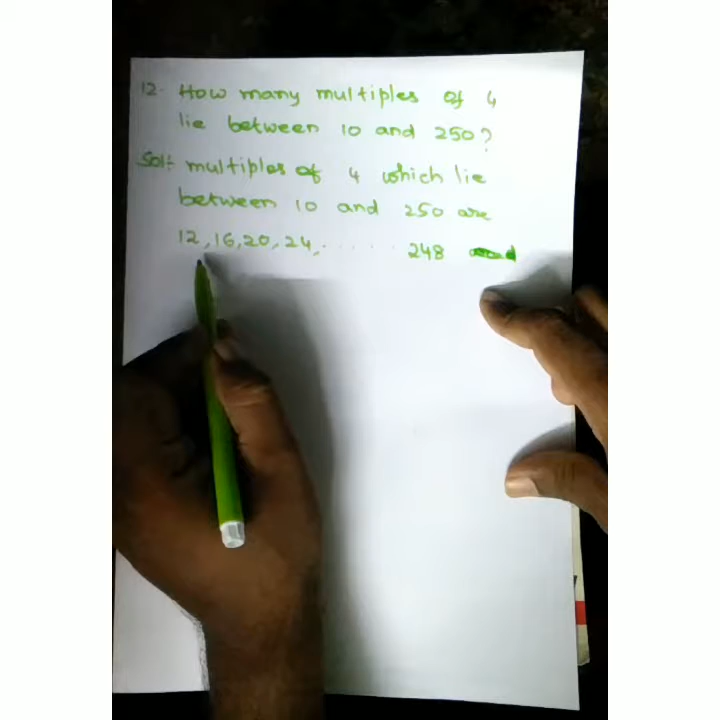 12. How many multiples of 4
lie between 10 and 250?
Sol:- multiples of 4 which lie
between 10 and 250 are
12, 16, 20, 24, ...... 248